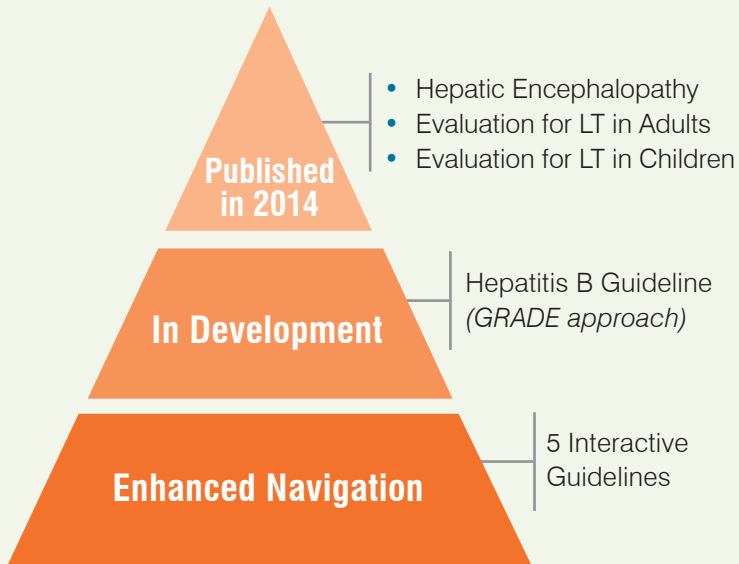 Published
in 2014
• Hepatic Encephalopathy
• Evaluation for LT in Adults
• Evaluation for LT in Children
In Development
Hepatitis B Guideline
(GRADE approach)
Enhanced Navigation
5 Interactive
Guidelines